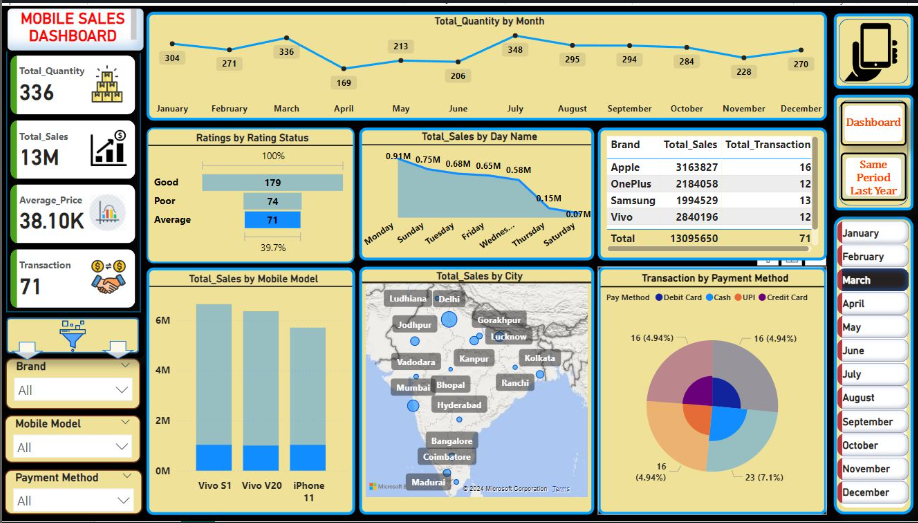 MOBILE SALES
DASHBOARD
Total_Quantity
336
Total_Sales
13M
Average_Price
38.10K
Transaction
71
Brand
All
Mobile Model
All
Payment Method
All
Total_Quantity by Month
304
271
336
169
213
206
348
295
294
284
228
270
January February March April May June July August September October November December
Ratings by Rating Status
100%
Good 179
Poor 74
Average 71
39.7%
Total_Sales by Day Name
0.91M 0.75M 0.68M 0.65M 0.58M 0.15M 0.07M
Monday Sunday Tuesday Friday Wednes... Thursday Saturday
Brand Total_Sales Total_Transaction
Apple 3163827 16
OnePlus 2184058 12
Samsung 1994529 13
Vivo 2840196 12
Total 13095650 71
Total_Sales by Mobile Model
6M
4M
2M
0M
Vivo S1 Vivo V20 iPhone
11
Total_Sales by City
Ludhiana Delhi
Jodhpur Gorakhpur
Lucknow
Vadodara Kanpur Kolkata
Mumbai Bhopal Ranchi
Hyderabad
Bangalore
Coimbatore
Madurai
© 2024 Microsoft Corporation Terms
Transaction by Payment Method
Pay Method Debit Card Cash UPI Credit Card
16 (4.94%) 16 (4.94%)
16
(4.94%)
23 (7.1%)
Dashboard
Same
Period
Last Year
January
February
March
April
May
June
July
August
September
October
November
December